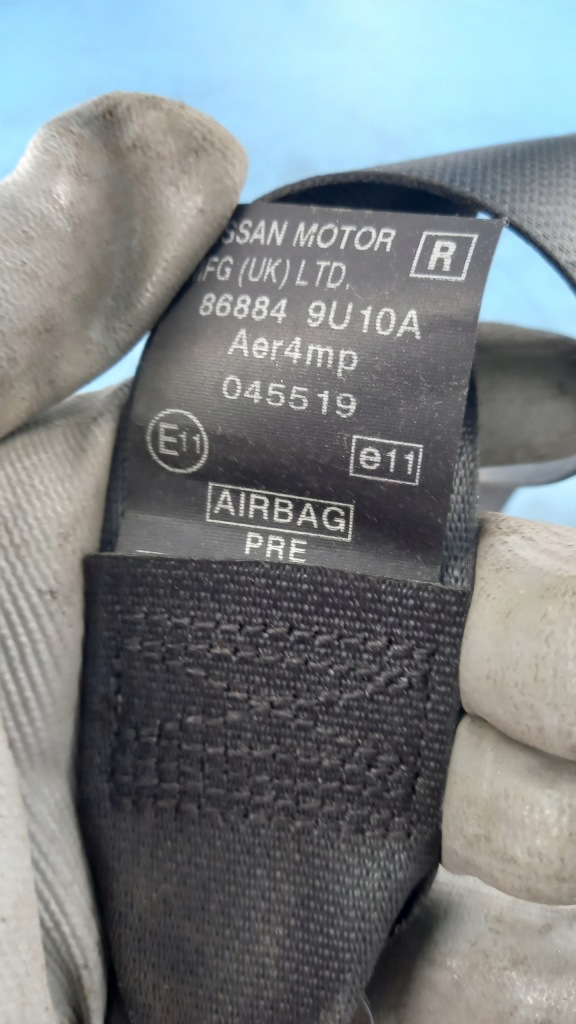 SSAN MOTOR R
FG (UK) LTD.
86884 9U10A
Aer4mp
045519
E11 e11
AIRBAG
PRE